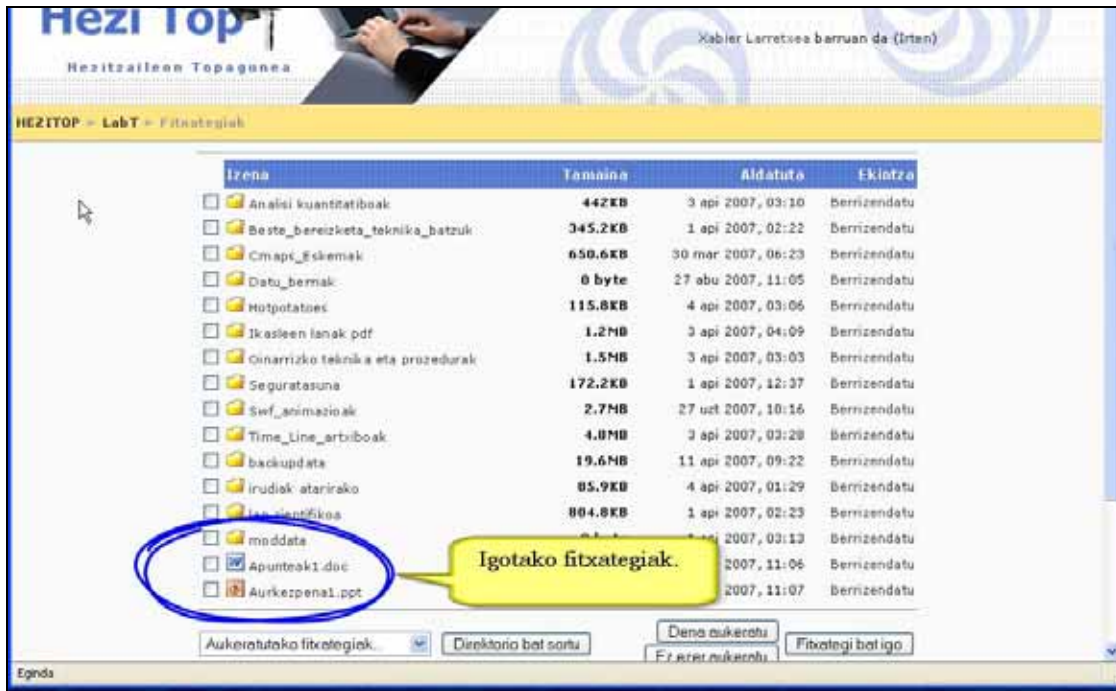 Hezi Top
Hezitzaileon Topagunea
Xabier Larretxea barruan da (Irten)
HEZITOP » LabT » Fitxategiak
Izena Tamaina Aldatuta Ekintza
Analisi kuantitatiboak 442KB 3 api 2007, 03:10 Berrizendatu
Beste_bereizketa_teknika_batzuk 345.2KB 1 api 2007, 02:22 Berrizendatu
Cmaps_Eskemak 650.6KB 30 mar 2007, 06:23 Berrizendatu
Datu_berriak 0 byte 27 abu 2007, 11:05 Berrizendatu
Hotpotatoes 115.8KB 4 api 2007, 03:06 Berrizendatu
Ikasleen lanak pdf 1.2MB 3 api 2007, 04:09 Berrizendatu
Oinarrizko teknika eta prozedurak 1.5MB 3 api 2007, 03:03 Berrizendatu
Seguratasuna 172.2KB 1 api 2007, 12:37 Berrizendatu
Swf_animazioak 2.7MB 27 uzt 2007, 10:16 Berrizendatu
Time_Line_artxiboak 4.8MB 3 api 2007, 03:28 Berrizendatu
backupdata 19.6MB 11 api 2007, 09:22 Berrizendatu
irudiak atarirako 85.9KB 4 api 2007, 01:29 Berrizendatu
lan zientifikoa 804.8KB 1 api 2007, 02:23 Berrizendatu
moddata 2007, 03:13 Berrizendatu
Apunteak1.doc 2007, 11:06 Berrizendatu
Aurkezpena1.ppt 2007, 11:07 Berrizendatu
Igotako fitxategiak.
Aukeratutako fitxategiak... Direktorio bat sortu Dena aukeratu Fitxategi bat igo
Ez ezer aukeratu
Eginda